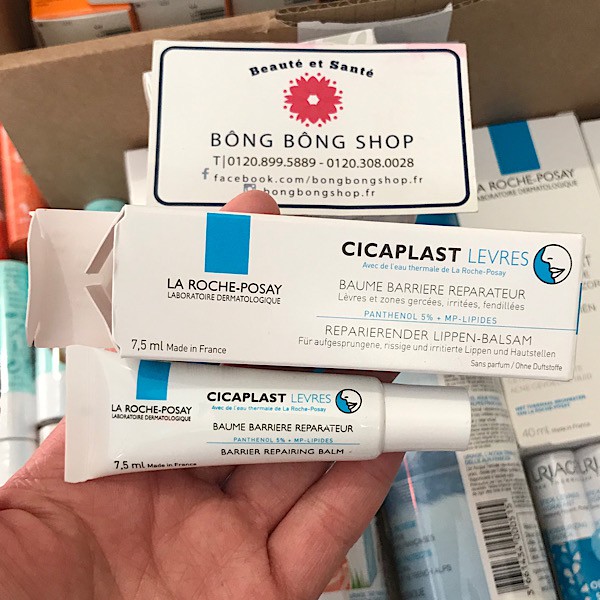 Beauté et Santé
BÔNG BÔNG SHOP
T|0120.899.5889 - 0120.308.0028
facebook.com/bongbongshop.fr
bongbongshop.fr
LA ROCHE-POSAY
LABORATOIRE DERMATOLOGIQUE
LA ROCHE-POSAY
LABORATOIRE DERMATOLOGIQUE
7,5 ml Made in France
CICAPLAST LEVRES
Avec de l'eau thermale de La Roche-Posay
BAUME BARRIERE REPARATEUR
Lèvres et zones gercées, irritées, fendillées
PANTHENOL 5% + MP-LIPIDES
REPARIERENDER LIPPEN-BALSAM
Für aufgesprungene, rissige und irritierte Lippen und Hautstellen
Sans parfum / Ohne Duftstoffe
LA ROCHE-POSAY
LABORATOIRE DERMATOLOGIQUE
7,5 ml Made in France
CICAPLAST LEVRES
Avec de l'eau thermale de La Roche-Posay
BAUME BARRIERE REPARATEUR
PANTHENOL 5% + MP-LIPIDES
BARRIER REPAIRING BALM
40 mL Made in